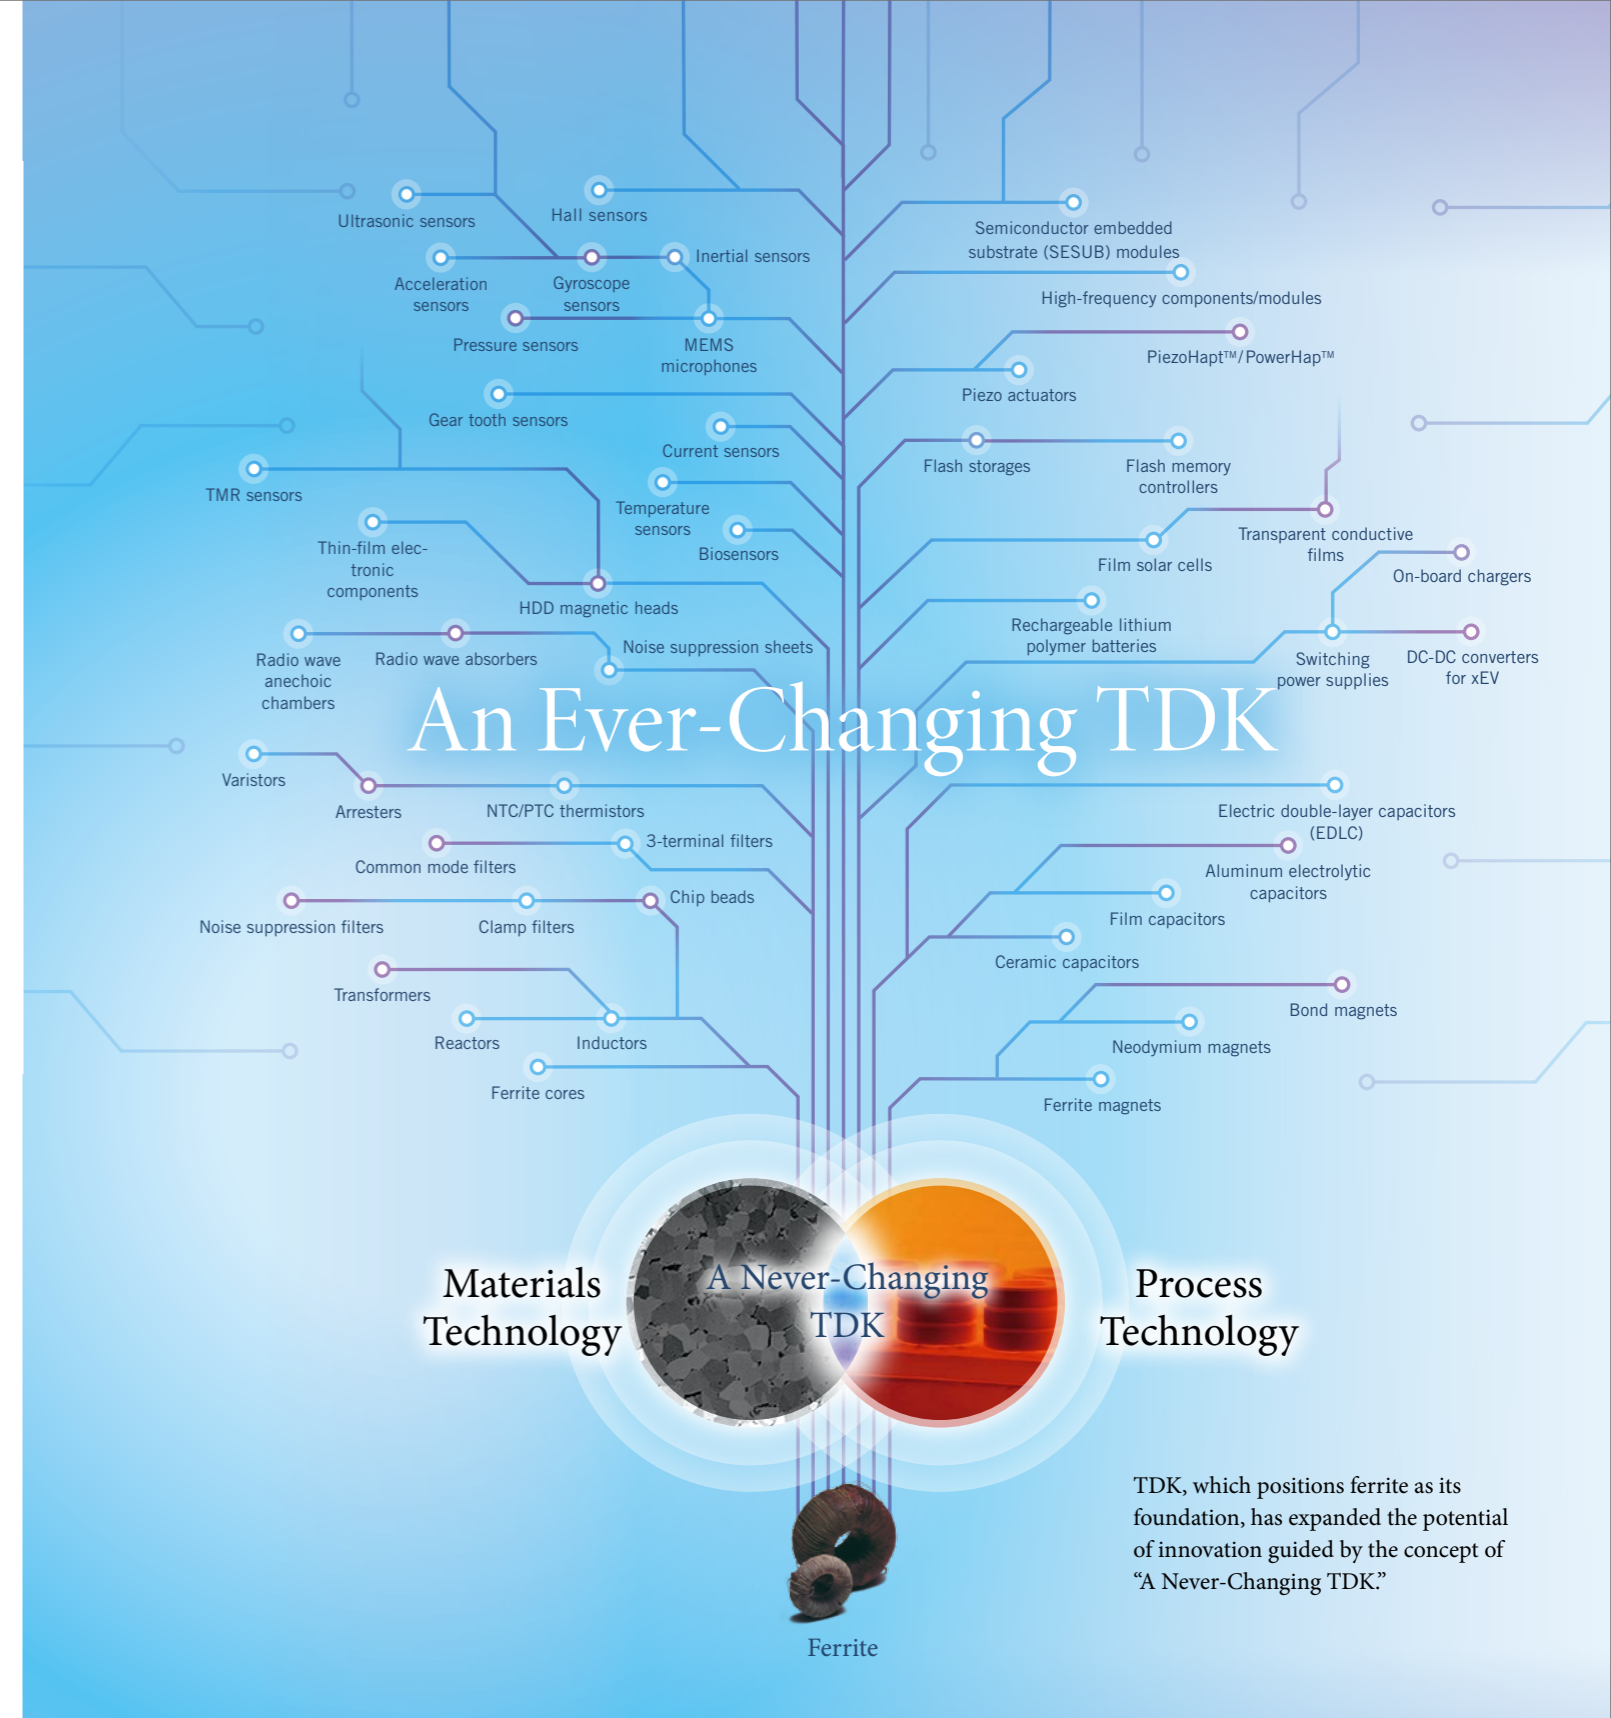 Ultrasonic sensors
Hall sensors
Semiconductor embedded
substrate (SESUB) modules
Acceleration
sensors
Gyroscope
sensors
Inertial sensors
High-frequency components/modules
Pressure sensors
MEMS
microphones
PiezoHapt™/PowerHap™
Piezo actuators
Gear tooth sensors
Current sensors
Flash storages
Flash memory
controllers
TMR sensors
Temperature
sensors
Transparent conductive
films
Thin-film elec-
tronic
components
Biosensors
Film solar cells
On-board chargers
HDD magnetic heads
Rechargeable lithium
polymer batteries
Radio wave
anechoic
chambers
Radio wave absorbers
Noise suppression sheets
Switching
power supplies
DC-DC converters
for xEV
An Ever-Changing TDK
Varistors
Arresters
NTC/PTC thermistors
Electric double-layer capacitors
(EDLC)
Common mode filters
3-terminal filters
Aluminum electrolytic
capacitors
Noise suppression filters
Clamp filters
Chip beads
Film capacitors
Ceramic capacitors
Transformers
Bond magnets
Reactors
Inductors
Neodymium magnets
Ferrite cores
Ferrite magnets
Materials
Technology
A Never-Changing
TDK
Process
Technology
TDK, which positions ferrite as its
foundation, has expanded the potential
of innovation guided by the concept of
“A Never-Changing TDK.”
Ferrite